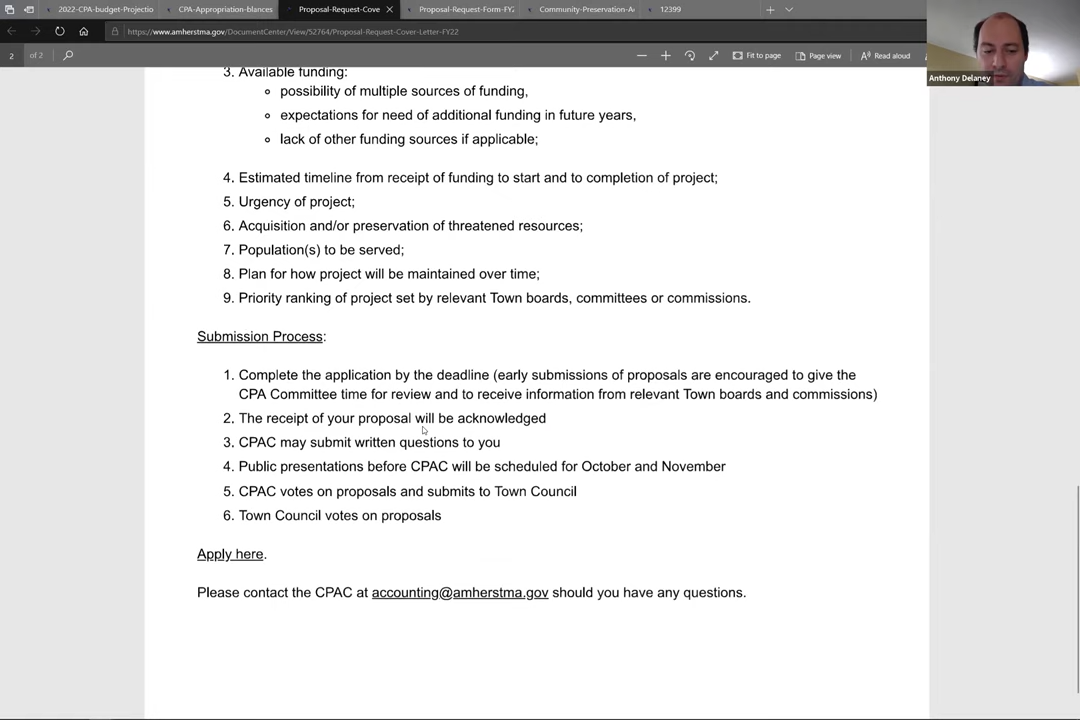 2022-CPA-budget-Projectio
CPA-Appropriation-blances
Proposal-Request-Cove
Proposal-Request-Form-FY2
Community-Preservation-A
12399
https://www.amherstma.gov/DocumentCenter/View/52764/Proposal-Request-Cover-Letter-FY22
2 of 2
Fit to page
Page view
Read aloud
Anthony Delaney
3. Available funding:
possibility of multiple sources of funding,
expectations for need of additional funding in future years,
lack of other funding sources if applicable;
4. Estimated timeline from receipt of funding to start and to completion of project;
5. Urgency of project;
6. Acquisition and/or preservation of threatened resources;
7. Population(s) to be served;
8. Plan for how project will be maintained over time;
9. Priority ranking of project set by relevant Town boards, committees or commissions.
Submission Process:
1. Complete the application by the deadline (early submissions of proposals are encouraged to give the
CPA Committee time for review and to receive information from relevant Town boards and commissions)
2. The receipt of your proposal will be acknowledged
3. CPAC may submit written questions to you
4. Public presentations before CPAC will be scheduled for October and November
5. CPAC votes on proposals and submits to Town Council
6. Town Council votes on proposals
Apply here.
Please contact the CPAC at accounting@amherstma.gov should you have any questions.